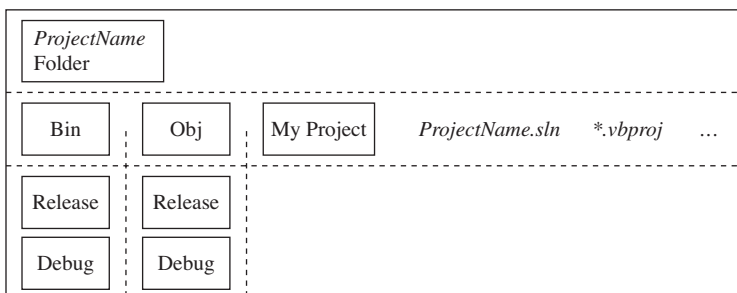 ProjectName
Folder
Bin Obj My Project ProjectName.sln *.vbproj …
Release Release
Debug Debug